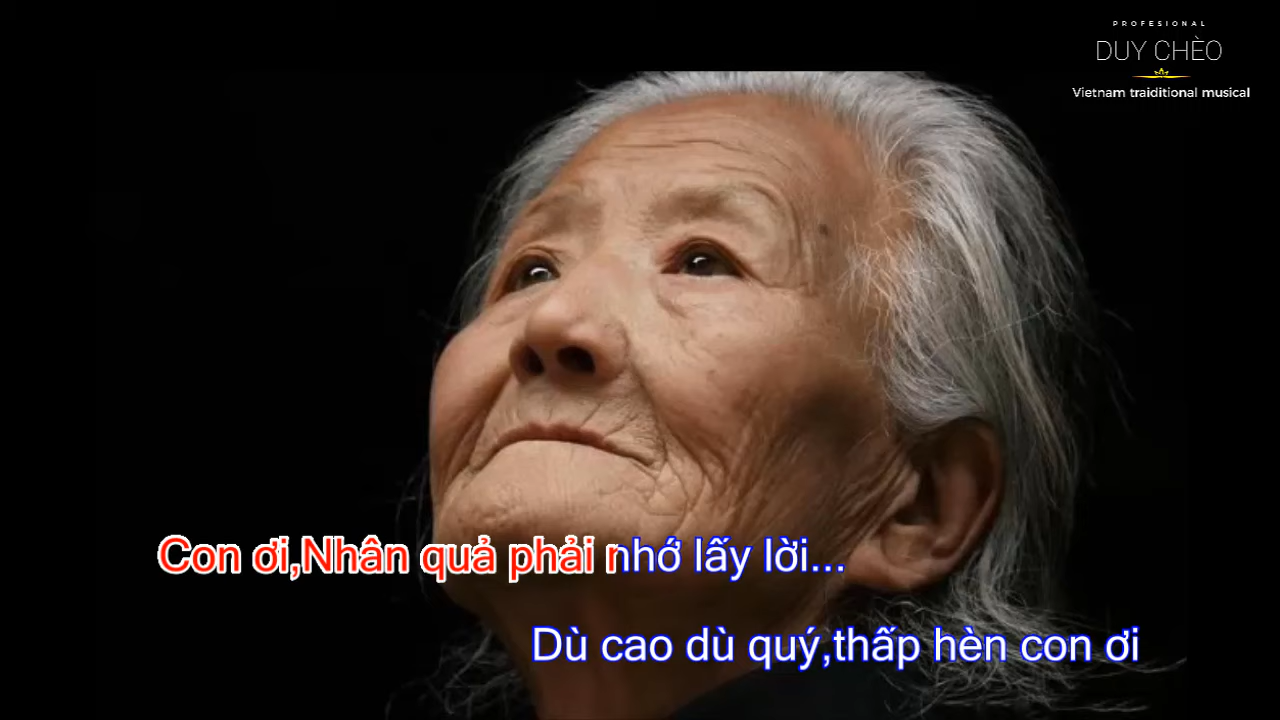 PROFESIONAL
DUY CHÈO
Vietnam traiditional musical
Con ơi,Nhân quả phải nhớ lấy lời...
Dù cao dù quý,thấp hèn con ơi